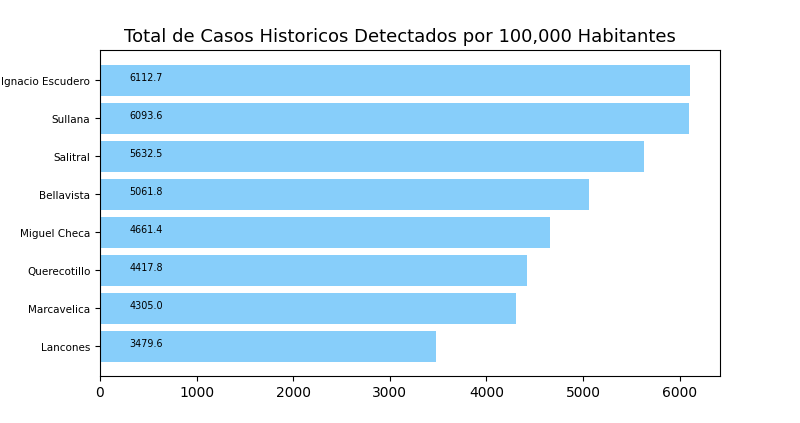 Total de Casos Historicos Detectados por 100,000 Habitantes
Ignacio Escudero 6112.7
Sullana 6093.6
Salitral 5632.5
Bellavista 5061.8
Miguel Checa 4661.4
Querecotillo 4417.8
Marcavelica 4305.0
Lancones 3479.6
0 1000 2000 3000 4000 5000 6000